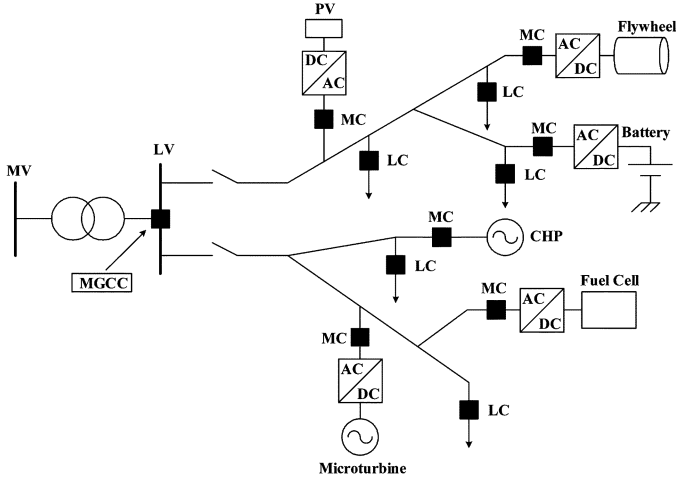 PV
Flywheel
MC
AC
DC
DC
AC
LC
MC
MC
Battery
LV
AC
DC
LC
LC
MV
MC
CHP
MGCC
LC
Fuel Cell
MC
AC
DC
MC
AC
DC
LC
Microturbine